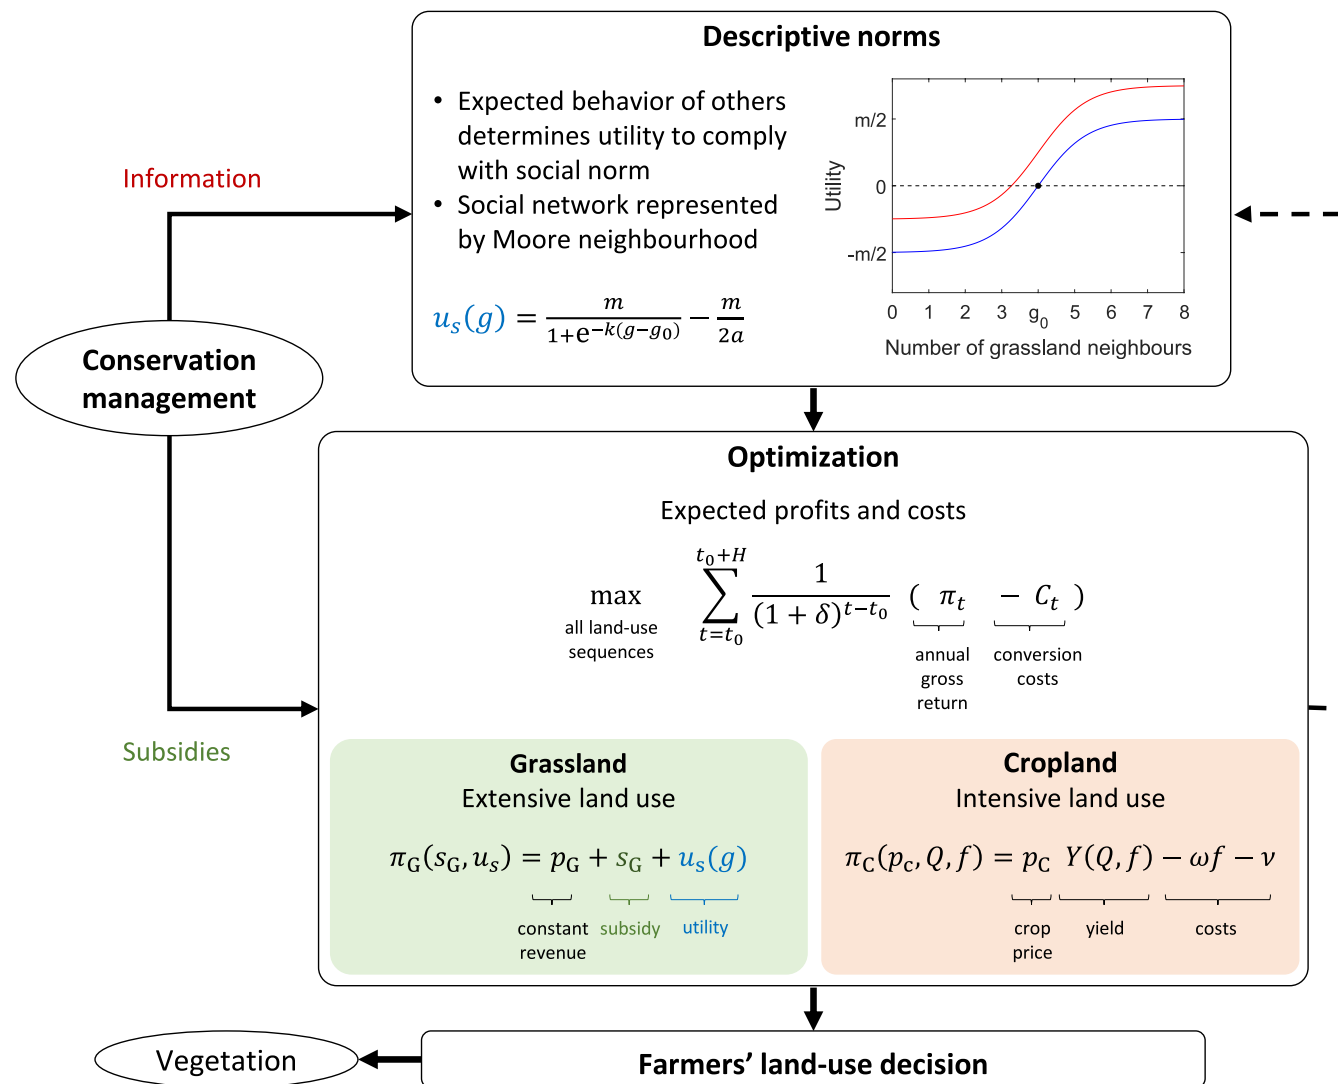 Descriptive norms
• Expected behavior of others
determines utility to comply
with social norm
• Social network represented
by Moore neighbourhood
u_s(g) = m / (1+e^{-k(g-g_0)}) − m / 2a
Utility
m/2
0
-m/2
0 1 2 3 g_0 5 6 7 8
Number of grassland neighbours
Information
Conservation
management
Subsidies
Optimization
Expected profits and costs
max
all land-use
sequences
∑_{t=t_0}^{t_0+H} 1 / (1 + δ)^{t−t_0} ( π_t − C_t )
annual
gross
return
conversion
costs
Grassland
Extensive land use
π_G(s_G, u_s) = p_G + s_G + u_s(g)
constant
revenue
subsidy
utility
Cropland
Intensive land use
π_C(p_c, Q, f) = p_C Y(Q, f) − ωf − ν
crop
price
yield
costs
Farmers’ land-use decision
Vegetation